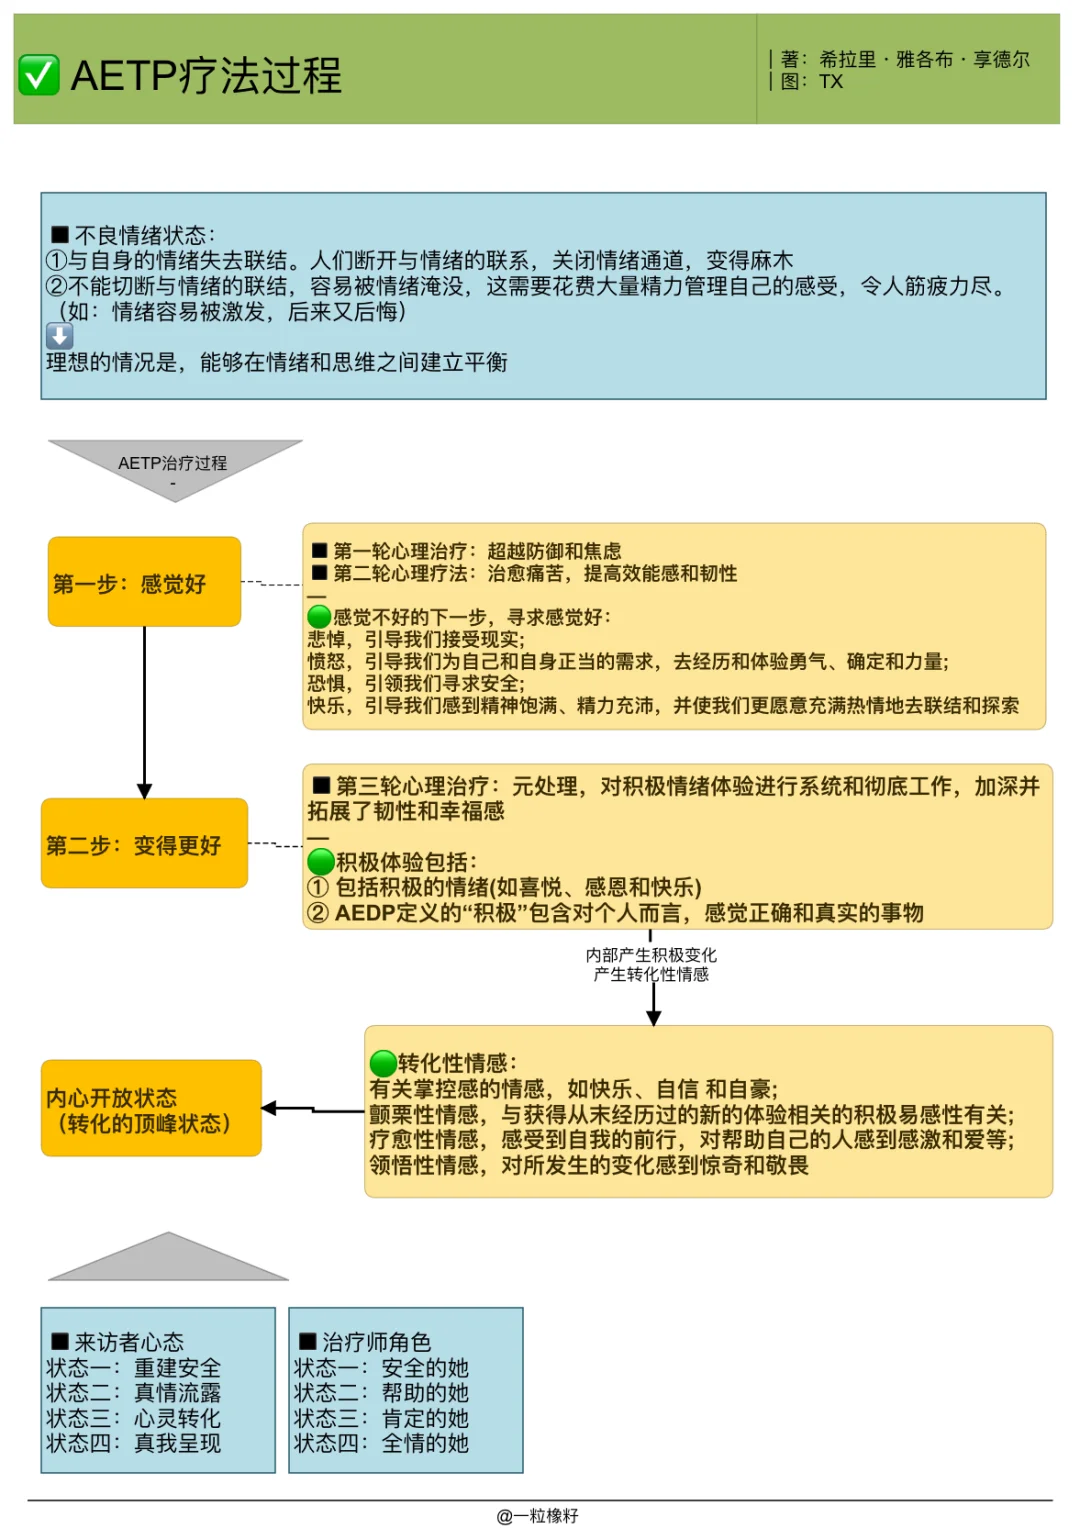 ✅ AETP疗法过程
| 著：希拉里·雅各布·享德尔
| 图：TX
■ 不良情绪状态：
①与自身的情绪失去联结。人们断开与情绪的联系，关闭情绪通道，变得麻木
②不能切断与情绪的联结，容易被情绪淹没，这需要花费大量精力管理自己的感受，令人筋疲力尽。
（如：情绪容易被激发，后来又后悔）
⬇️
理想的情况是，能够在情绪和思维之间建立平衡
AETP治疗过程
-
第一步：感觉好
■ 第一轮心理治疗：超越防御和焦虑
■ 第二轮心理疗法：治愈痛苦，提高效能感和韧性
—
🟢感觉不好的下一步，寻求感觉好：
悲悼，引导我们接受现实；
愤怒，引导我们为自己和自身正当的需求，去经历和体验勇气、确定和力量；
恐惧，引领我们寻求安全；
快乐，引导我们感到精神饱满、精力充沛，并使我们更愿意充满热情地去联结和探索
第二步：变得更好
■ 第三轮心理治疗：元处理，对积极情绪体验进行系统和彻底工作，加深并
拓展了韧性和幸福感
—
🟢积极体验包括：
① 包括积极的情绪(如喜悦、感恩和快乐)
② AEDP定义的“积极”包含对个人而言，感觉正确和真实的事物
内部产生积极变化
产生转化性情感
🟢转化性情感：
有关掌控感的情感，如快乐、自信 和自豪；
颤栗性情感，与获得从未经历过的新的体验相关的积极易感性有关；
疗愈性情感，感受到自我的前行，对帮助自己的人感到感激和爱等；
领悟性情感，对所发生的变化感到惊奇和敬畏
内心开放状态
（转化的顶峰状态）
■ 来访者心态
状态一：重建安全
状态二：真情流露
状态三：心灵转化
状态四：真我呈现
■ 治疗师角色
状态一：安全的她
状态二：帮助的她
状态三：肯定的她
状态四：全情的她
@一粒橡籽